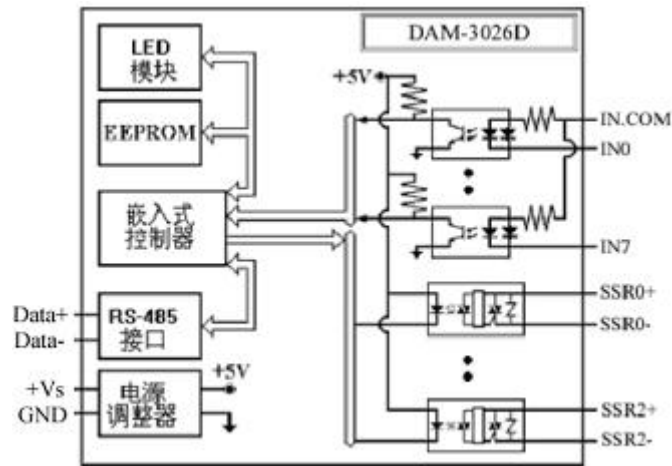 DAM-3026D
LED
模块
EEPROM
嵌入式
控制器
RS-485
接口
电源
调整器
Data+
Data-
+Vs
GND
+5V
+5V
IN.COM
IN0
IN7
SSR0+
SSR0-
SSR2+
SSR2-